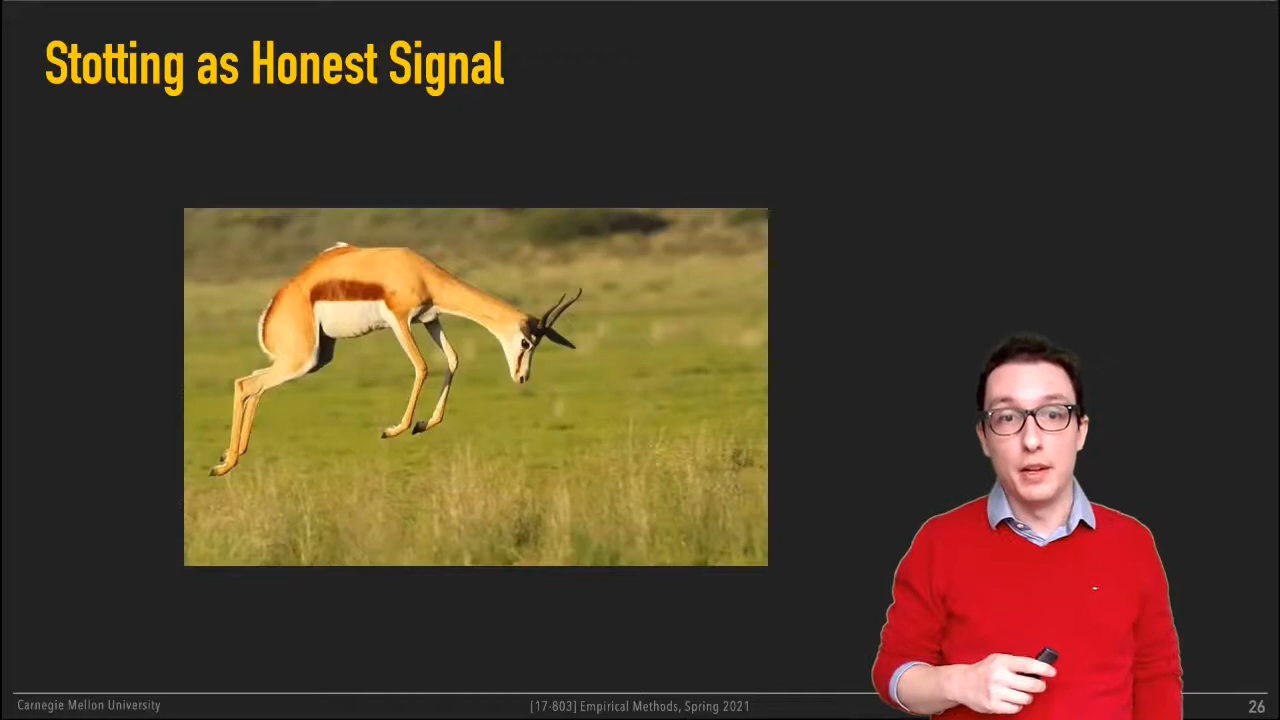 Stotting as Honest Signal
Carnegie Mellon University
[17-803] Empirical Methods, Spring 2021
26